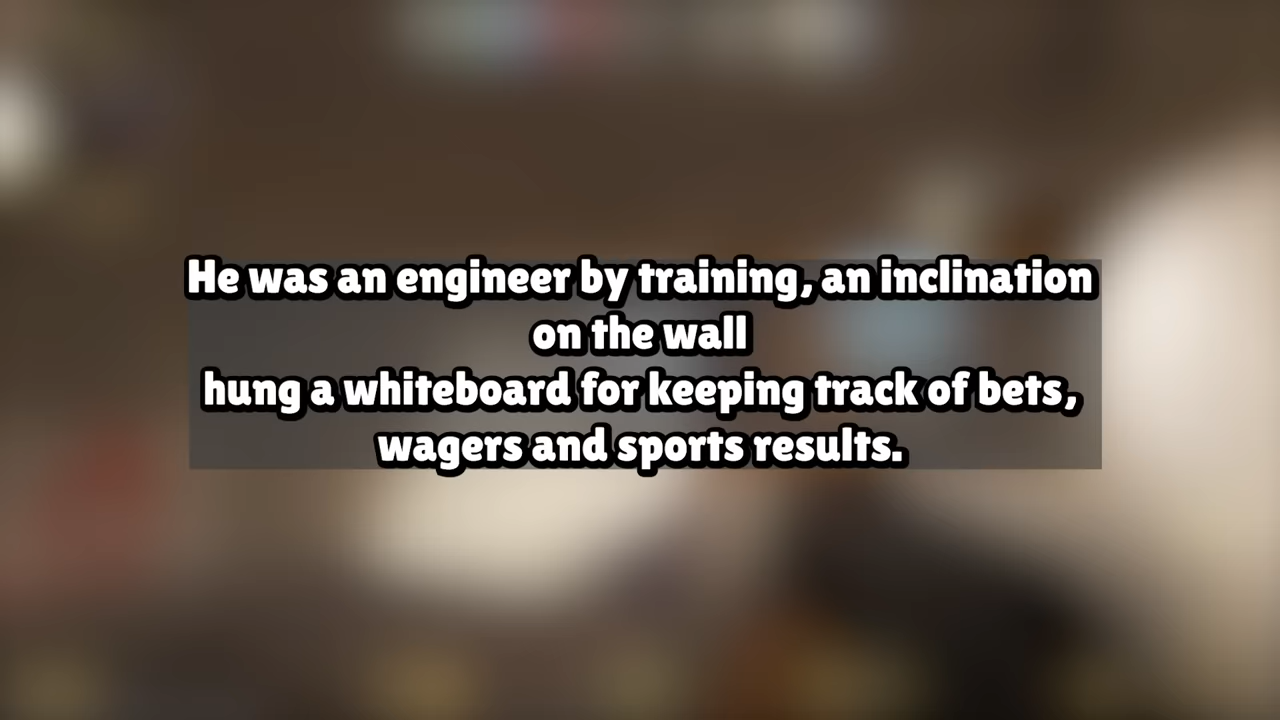 He was an engineer by training, an inclination
on the wall
hung a whiteboard for keeping track of bets,
wagers and sports results.